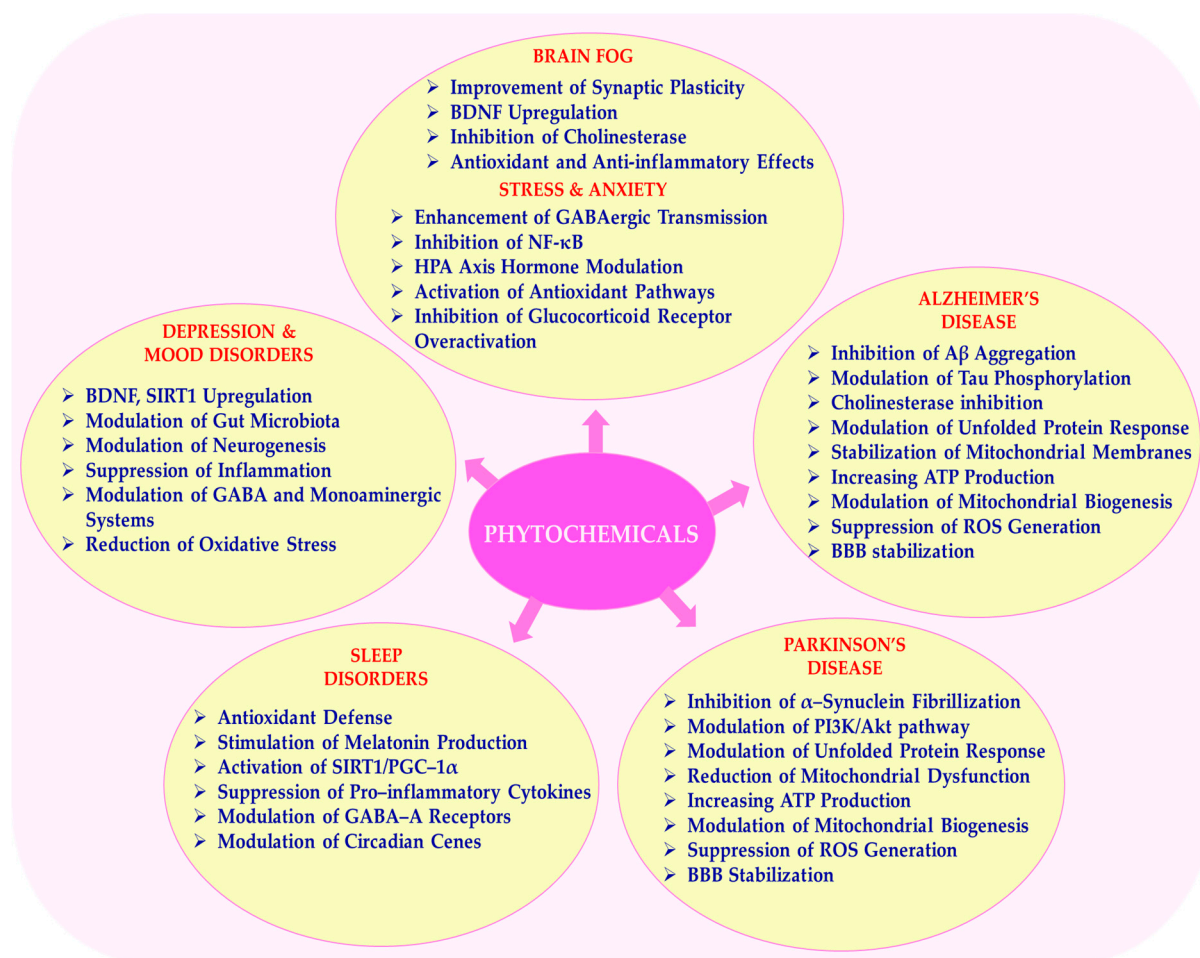 BRAIN FOG
➢ Improvement of Synaptic Plasticity
➢ BDNF Upregulation
➢ Inhibition of Cholinesterase
➢ Antioxidant and Anti-inflammatory Effects
STRESS & ANXIETY
➢ Enhancement of GABAergic Transmission
➢ Inhibition of NF-κB
➢ HPA Axis Hormone Modulation
➢ Activation of Antioxidant Pathways
➢ Inhibition of Glucocorticoid Receptor
Overactivation
DEPRESSION &
MOOD DISORDERS
➢ BDNF, SIRT1 Upregulation
➢ Modulation of Gut Microbiota
➢ Modulation of Neurogenesis
➢ Suppression of Inflammation
➢ Modulation of GABA and Monoaminergic
Systems
➢ Reduction of Oxidative Stress
ALZHEIMER'S
DISEASE
➢ Inhibition of Aβ Aggregation
➢ Modulation of Tau Phosphorylation
➢ Cholinesterase inhibition
➢ Modulation of Unfolded Protein Response
➢ Stabilization of Mitochondrial Membranes
➢ Increasing ATP Production
➢ Modulation of Mitochondrial Biogenesis
➢ Suppression of ROS Generation
➢ BBB stabilization
PHYTOCHEMICALS
SLEEP
DISORDERS
➢ Antioxidant Defense
➢ Stimulation of Melatonin Production
➢ Activation of SIRT1/PGC–1α
➢ Suppression of Pro–inflammatory Cytokines
➢ Modulation of GABA–A Receptors
➢ Modulation of Circadian Cenes
PARKINSON'S
DISEASE
➢ Inhibition of α–Synuclein Fibrillization
➢ Modulation of PI3K/Akt pathway
➢ Modulation of Unfolded Protein Response
➢ Reduction of Mitochondrial Dysfunction
➢ Increasing ATP Production
➢ Modulation of Mitochondrial Biogenesis
➢ Suppression of ROS Generation
➢ BBB Stabilization